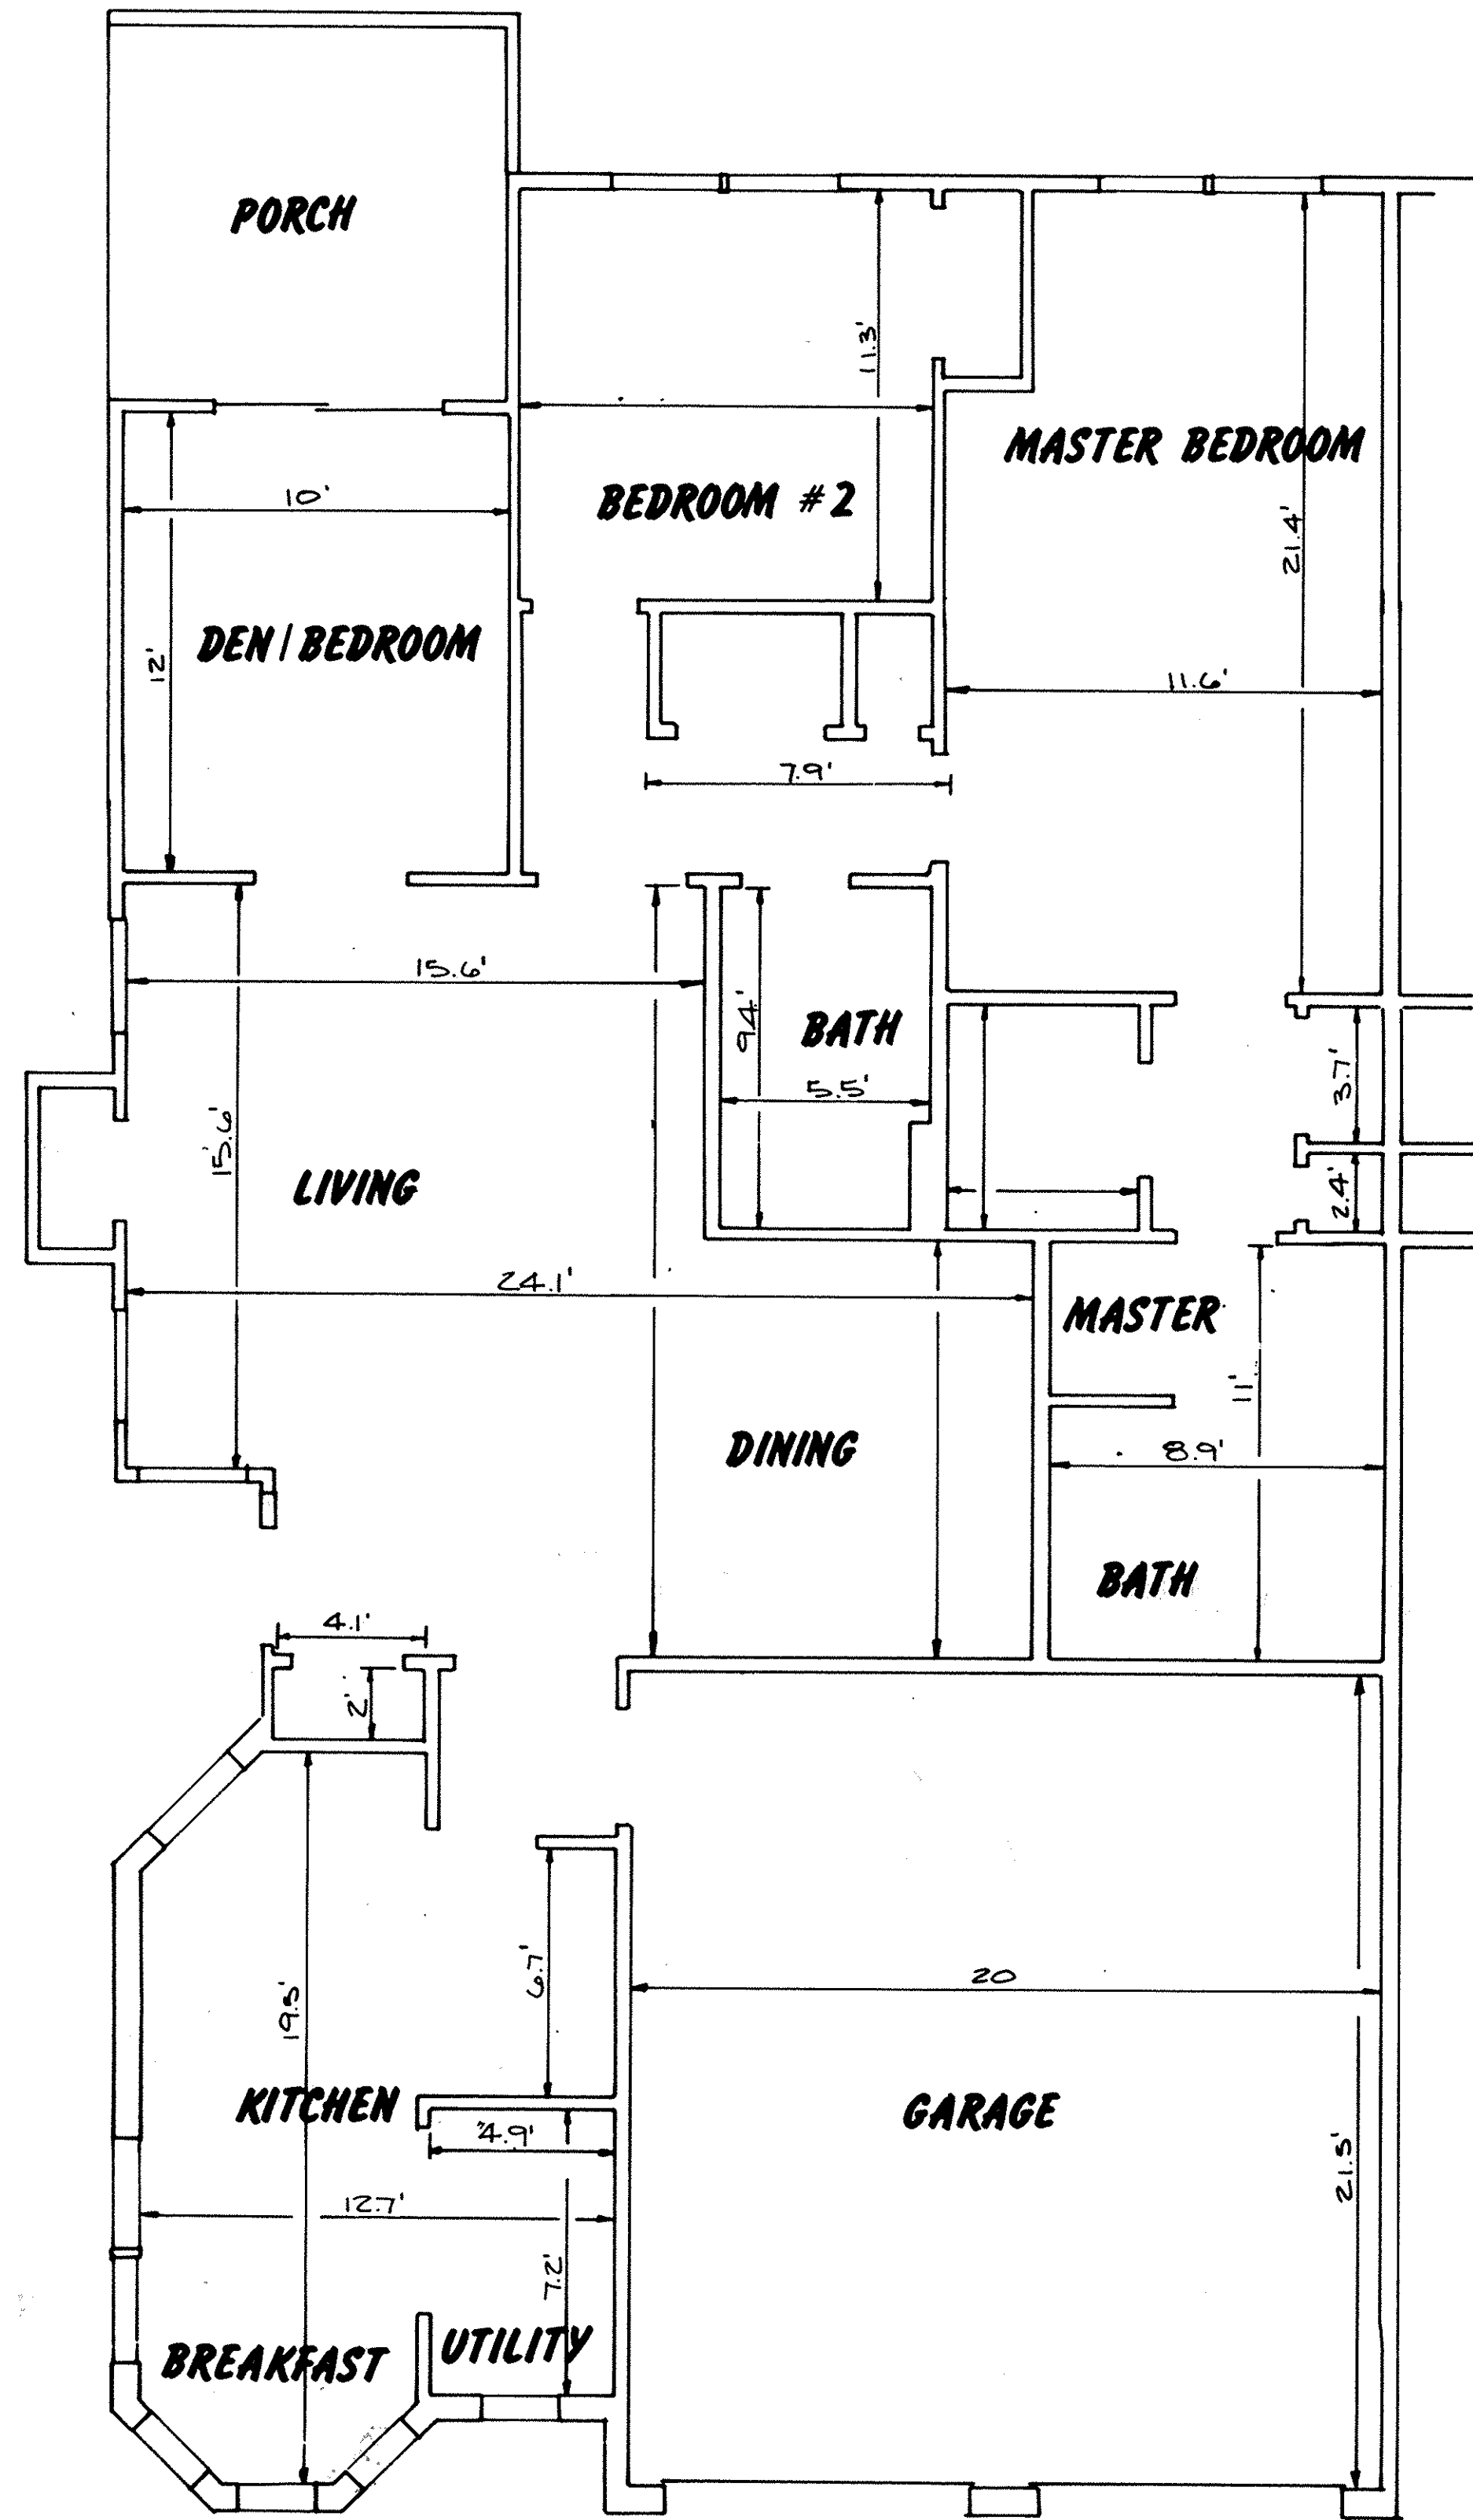 PORCH
11.3'
MASTER BEDROOM
10'
BEDROOM #2
21.4'
DEN/BEDROOM
12'
11.6'
7.9'
15.6'
9.4'
BATH
3.7'
5.5'
15.6'
LIVING
2.4'
24.1'
MASTER
11'
DINING
8.9'
BATH
4.1'
2'
6.7'
20
19.5'
KITCHEN
GARAGE
4.9'
21.5'
12.7'
7.2'
UTILITY
BREAKFAST